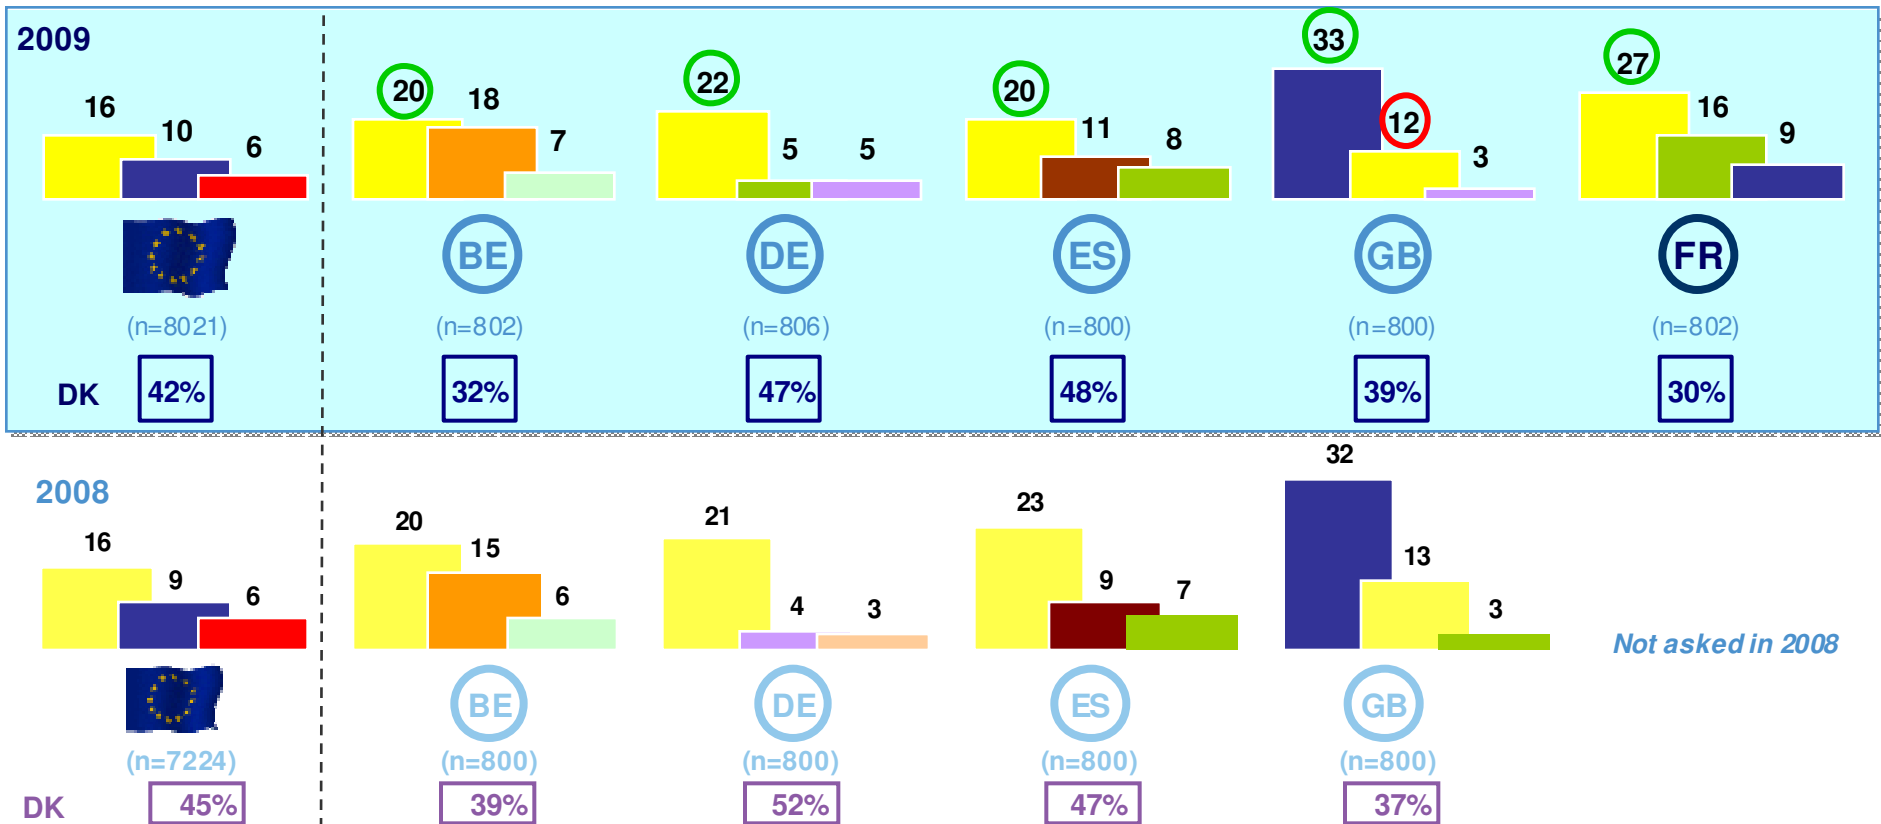 2009
16 10 6
20 18 7
22 5 5
20 11 8
33 12 3
27 16 9
BE DE ES GB FR
(n=8021) (n=802) (n=806) (n=800) (n=800) (n=802)
DK 42% 32% 47% 48% 39% 30%
2008
16 9 6
20 15 6
21 4 3
23 9 7
32 13 3
Not asked in 2008
BE DE ES GB
(n=7224) (n=800) (n=800) (n=800) (n=800)
DK 45% 39% 52% 47% 37%